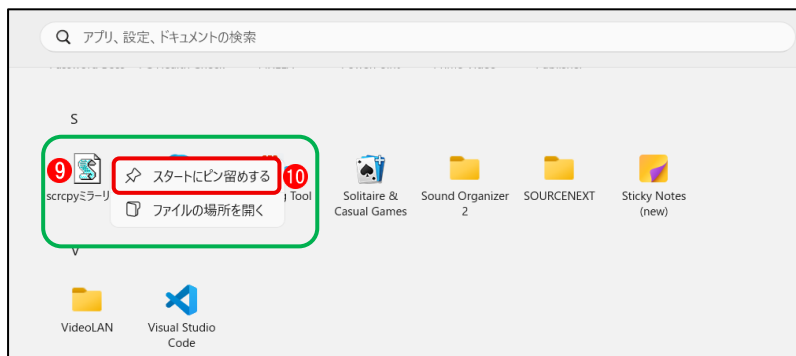 アプリ、設定、ドキュメントの検索
S
9
スタートにピン留めする
10
scrcpyミラーリ
Tool
Solitaire &
Casual Games
Sound Organizer
2
SOURCENEXT
Sticky Notes
(new)
ファイルの場所を開く
V
VideoLAN
Visual Studio
Code